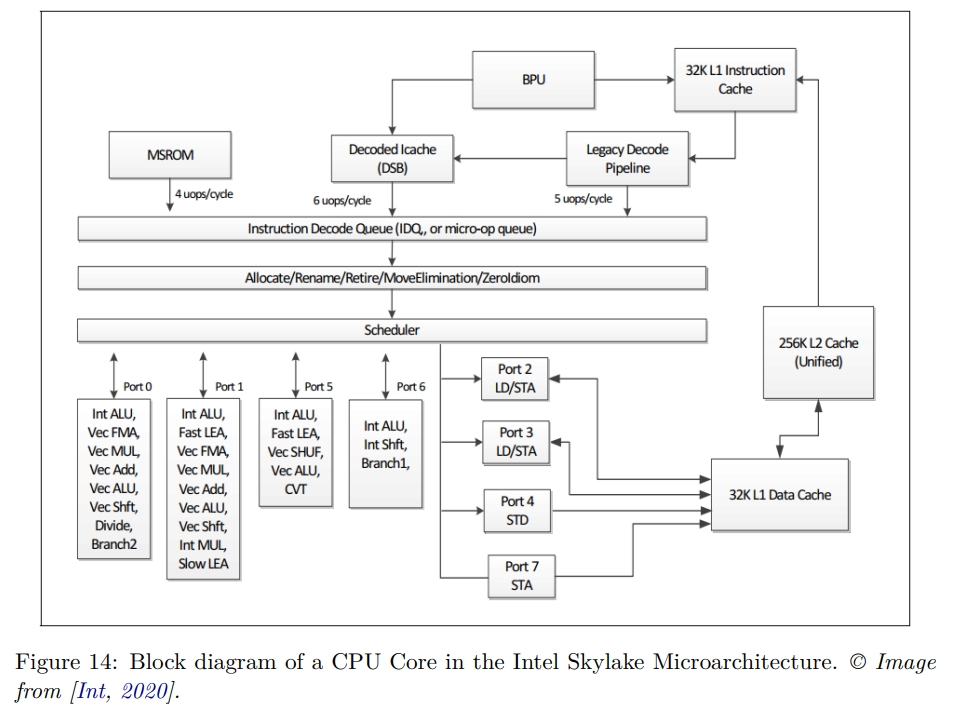 BPU
32K L1 Instruction
Cache
MSROM
Decoded Icache
(DSB)
Legacy Decode
Pipeline
4 uops/cycle
6 uops/cycle
5 uops/cycle
Instruction Decode Queue (IDQ,, or micro-op queue)
Allocate/Rename/Retire/MoveElimination/ZeroIdiom
Scheduler
256K L2 Cache
(Unified)
Port 0
Int ALU,
Vec FMA,
Vec MUL,
Vec Add,
Vec ALU,
Vec Shft,
Divide,
Branch2
Port 1
Int ALU,
Fast LEA,
Vec FMA,
Vec MUL,
Vec Add,
Vec ALU,
Vec Shft,
Int MUL,
Slow LEA
Port 5
Int ALU,
Fast LEA,
Vec SHUF,
Vec ALU,
CVT
Port 6
Int ALU,
Int Shft,
Branch1,
Port 2
LD/STA
Port 3
LD/STA
Port 4
STD
Port 7
STA
32K L1 Data Cache
Figure 14: Block diagram of a CPU Core in the Intel Skylake Microarchitecture. © Image
from [Int, 2020].